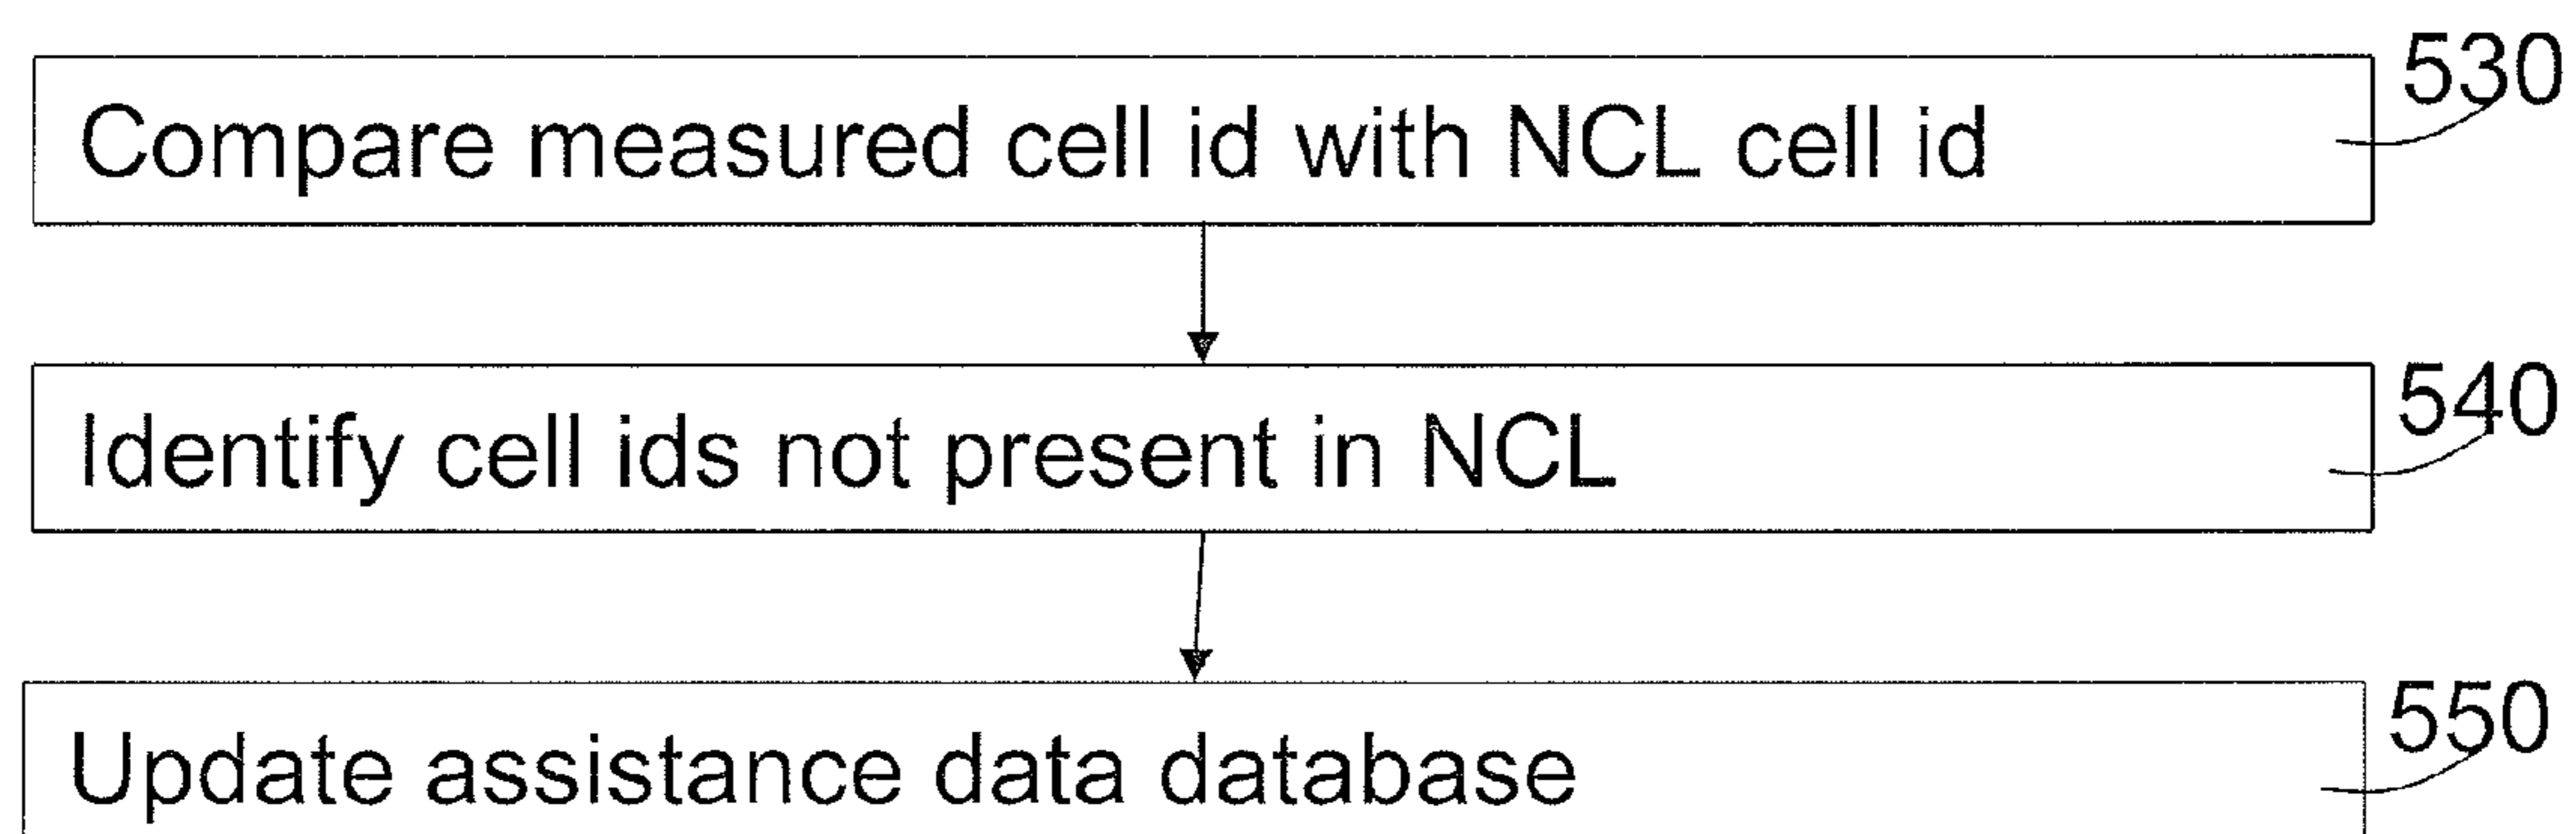 530
Compare measured cell id with NCL cell id
540
Identify cell ids not present in NCL
550
Update assistance data database